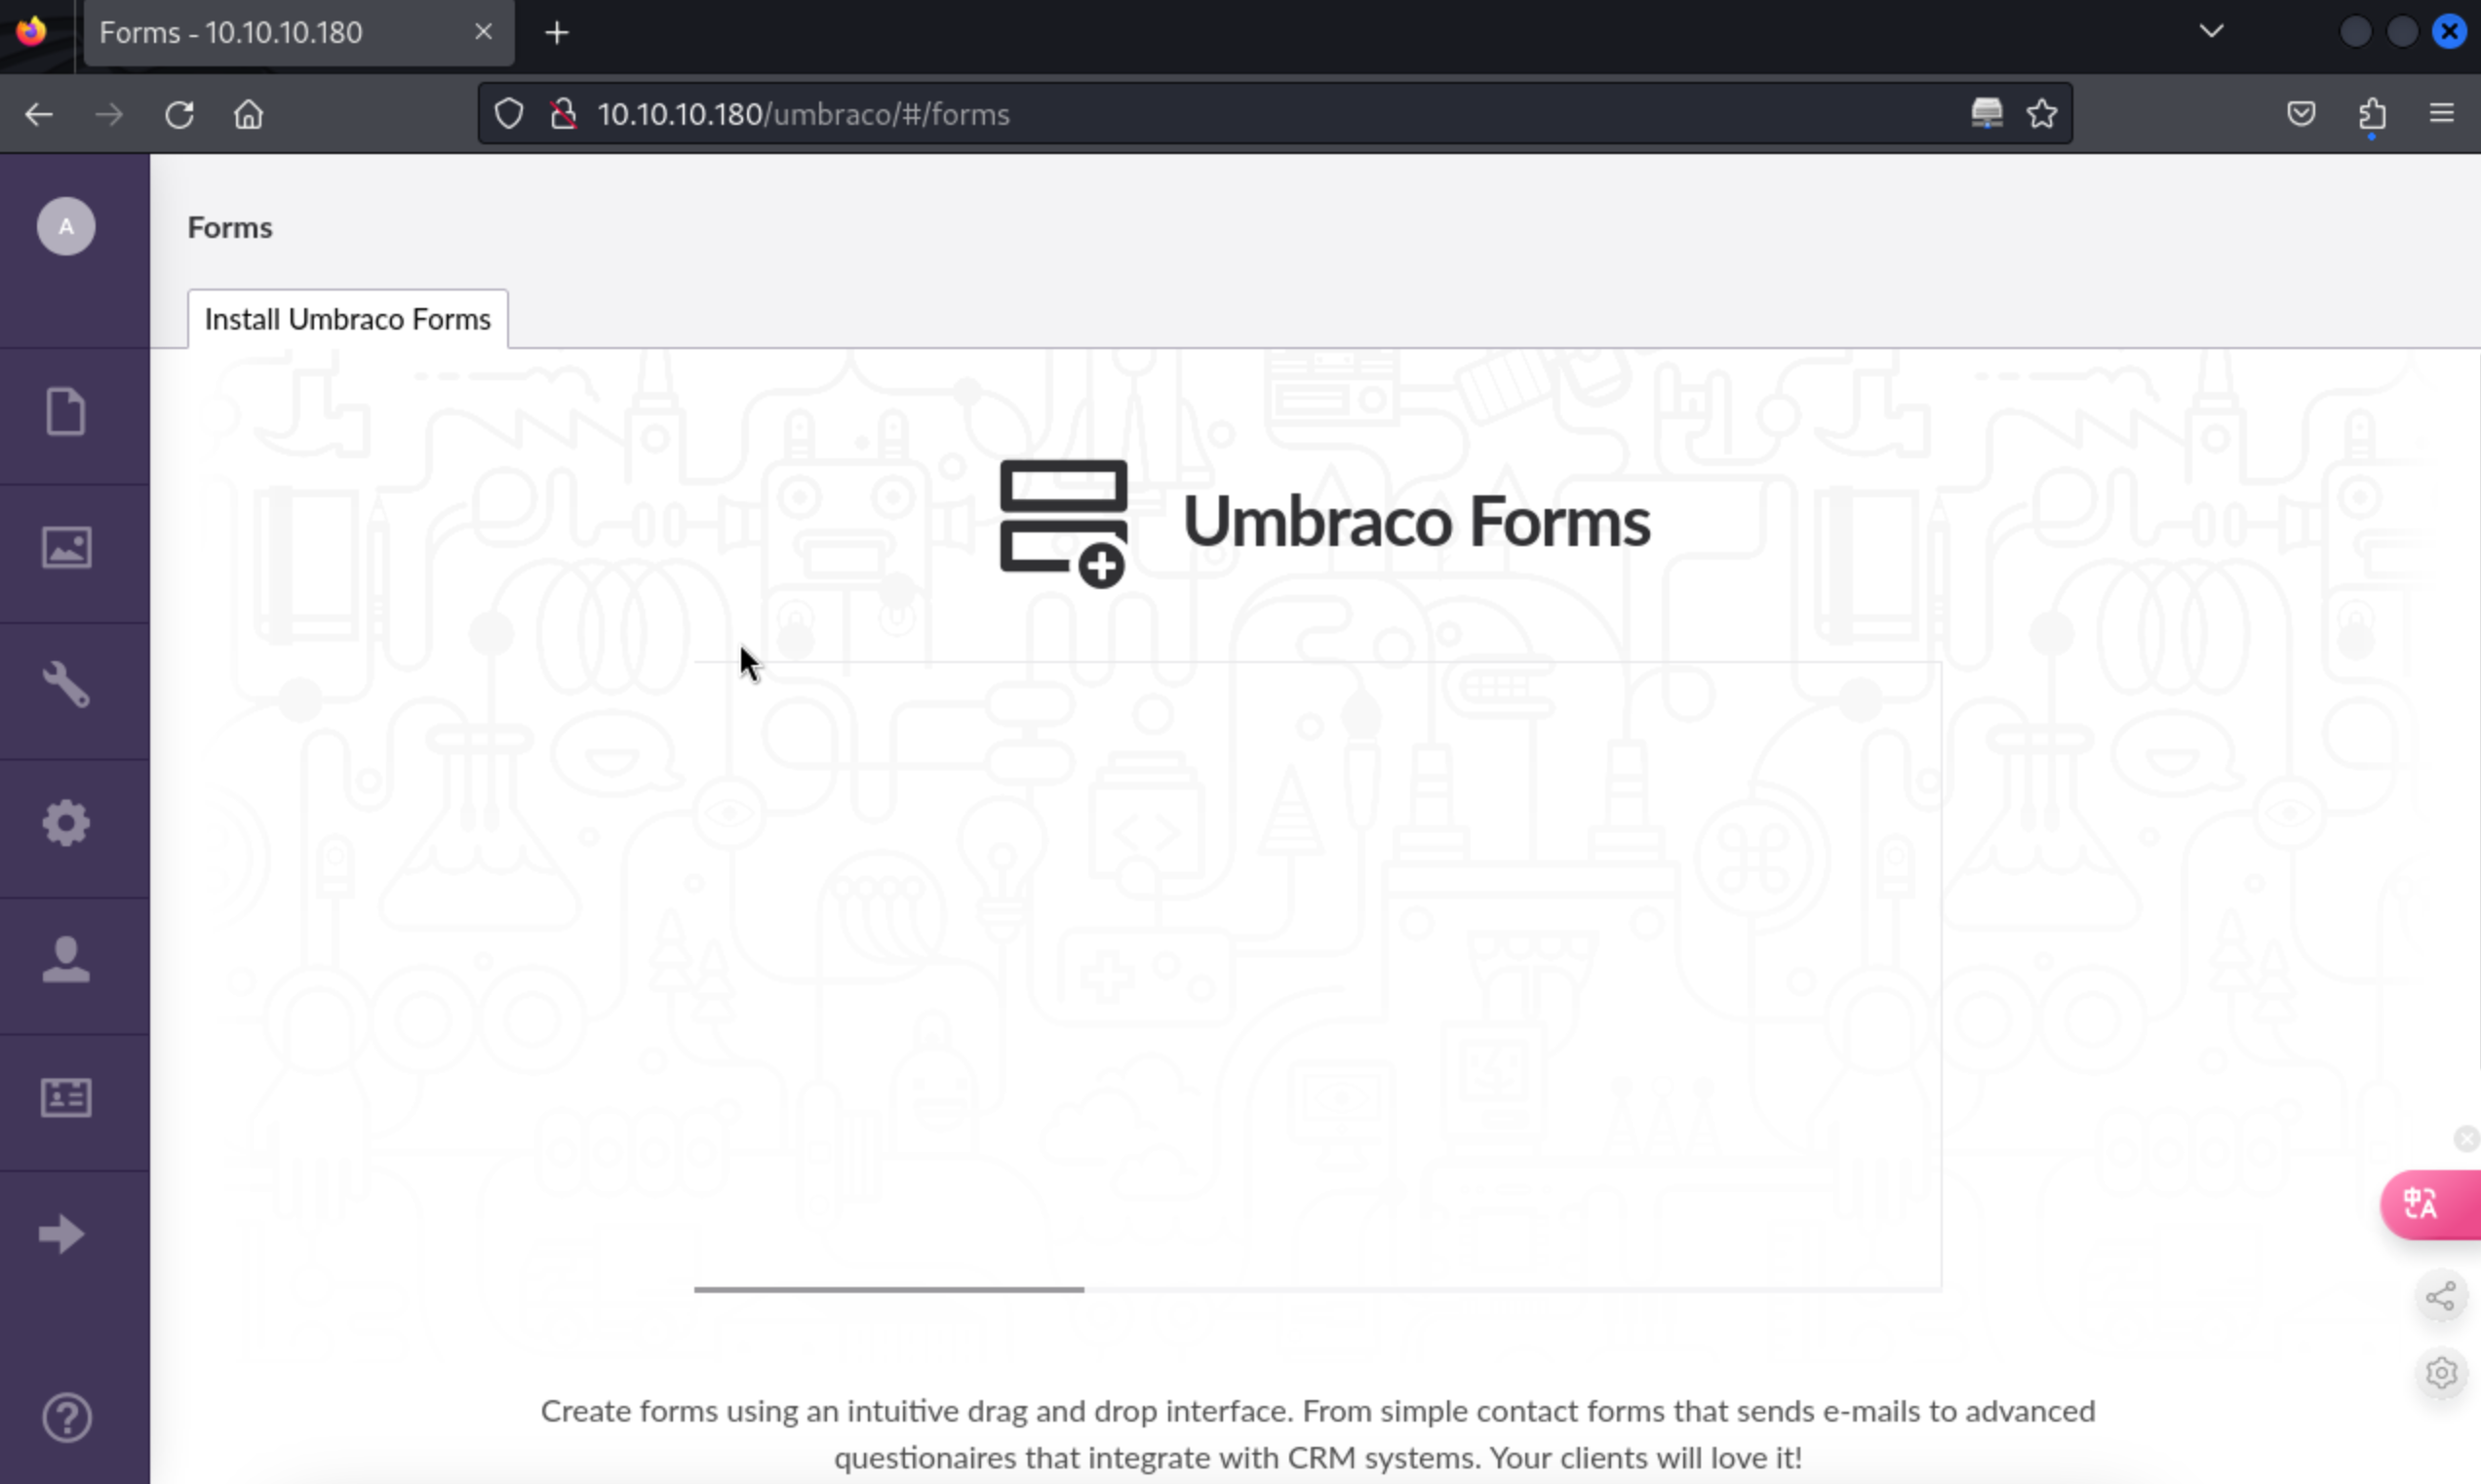 Forms - 10.10.10.180
10.10.10.180/umbraco/#/forms
A
Forms
Install Umbraco Forms
Umbraco Forms
中A
Create forms using an intuitive drag and drop interface. From simple contact forms that sends e-mails to advanced
questionaires that integrate with CRM systems. Your clients will love it!